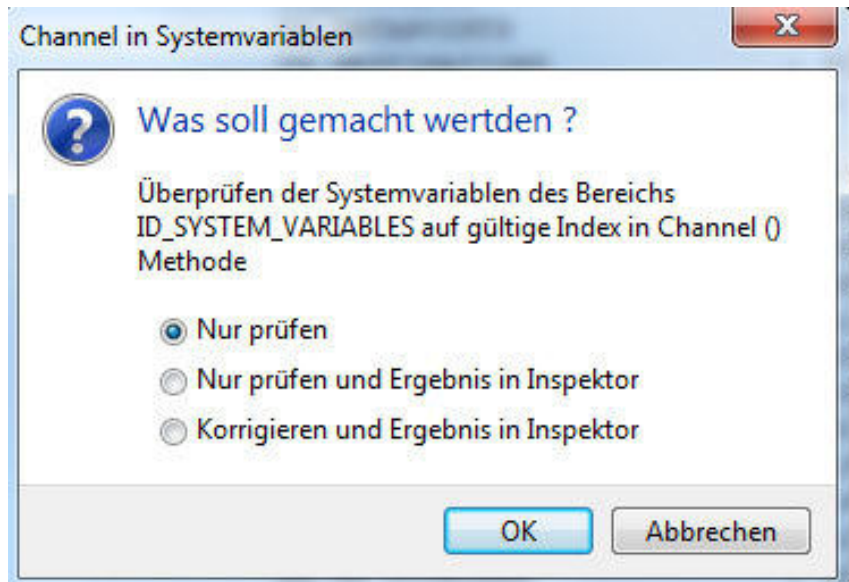 Channel in Systemvariablen
Was soll gemacht wertden ?
Überprüfen der Systemvariablen des Bereichs
ID_SYSTEM_VARIABLES auf gültige Index in Channel ()
Methode
Nur prüfen
Nur prüfen und Ergebnis in Inspektor
Korrigieren und Ergebnis in Inspektor
OK
Abbrechen